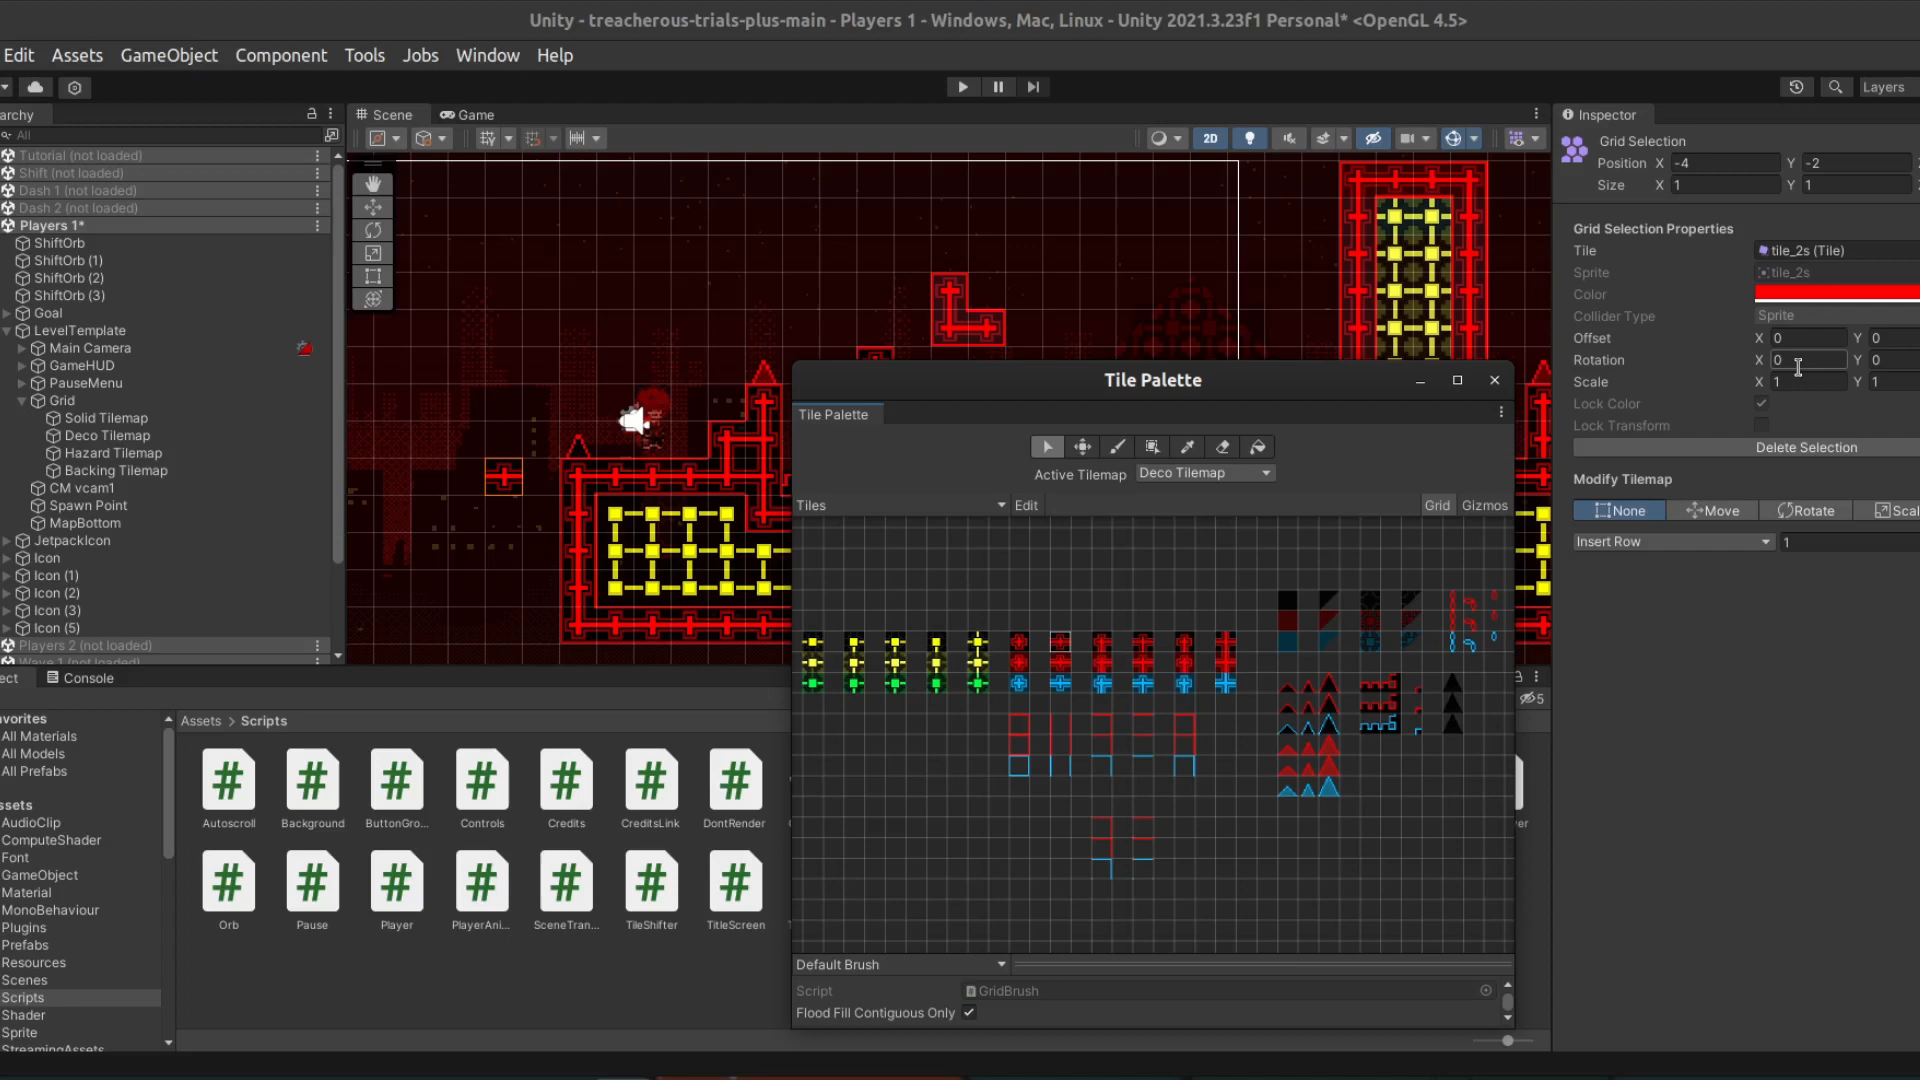 Unity - treacherous-trials-plus-main - Players 1 - Windows, Mac, Linux - Unity 2021.3.23f1 Personal* <OpenGL 4.5>
Edit Assets GameObject Component Tools Jobs Window Help
Layers
archy
Scene Game
Inspector
All
2D
Tutorial (not loaded)
Shift (not loaded)
Dash 1 (not loaded)
Dash 2 (not loaded)
Players 1*
ShiftOrb
ShiftOrb (1)
ShiftOrb (2)
ShiftOrb (3)
Goal
LevelTemplate
Main Camera
GameHUD
PauseMenu
Grid
Solid Tilemap
Deco Tilemap
Hazard Tilemap
Backing Tilemap
CM vcam1
Spawn Point
MapBottom
JetpackIcon
Icon
Icon (1)
Icon (2)
Icon (3)
Icon (5)
Players 2 (not loaded)
Wave 1 (not loaded)
Grid Selection
Position X -4 Y -2
Size X 1 Y 1
Grid Selection Properties
Tile tile_2s (Tile)
Sprite tile_2s
Color
Collider Type Sprite
Offset X 0 Y 0
Rotation X 0 Y 0
Scale X 1 Y 1
Lock Color
Lock Transform
Delete Selection
Modify Tilemap
None Move Rotate Scal
Insert Row 1
Tile Palette
Tile Palette
Active Tilemap Deco Tilemap
Tiles Edit Grid Gizmos
Default Brush
Script GridBrush
Flood Fill Contiguous Only
ect Console
5
avorites
All Materials
All Models
All Prefabs
ssets
AudioClip
ComputeShader
Font
GameObject
Material
MonoBehaviour
Plugins
Prefabs
Resources
Scenes
Scripts
Shader
Sprite
StreamingAssets
Assets > Scripts
Autoscroll Background ButtonGro... Controls Credits CreditsLink DontRender
Orb Pause Player PlayerAni... SceneTran... TileShifter TitleScreen